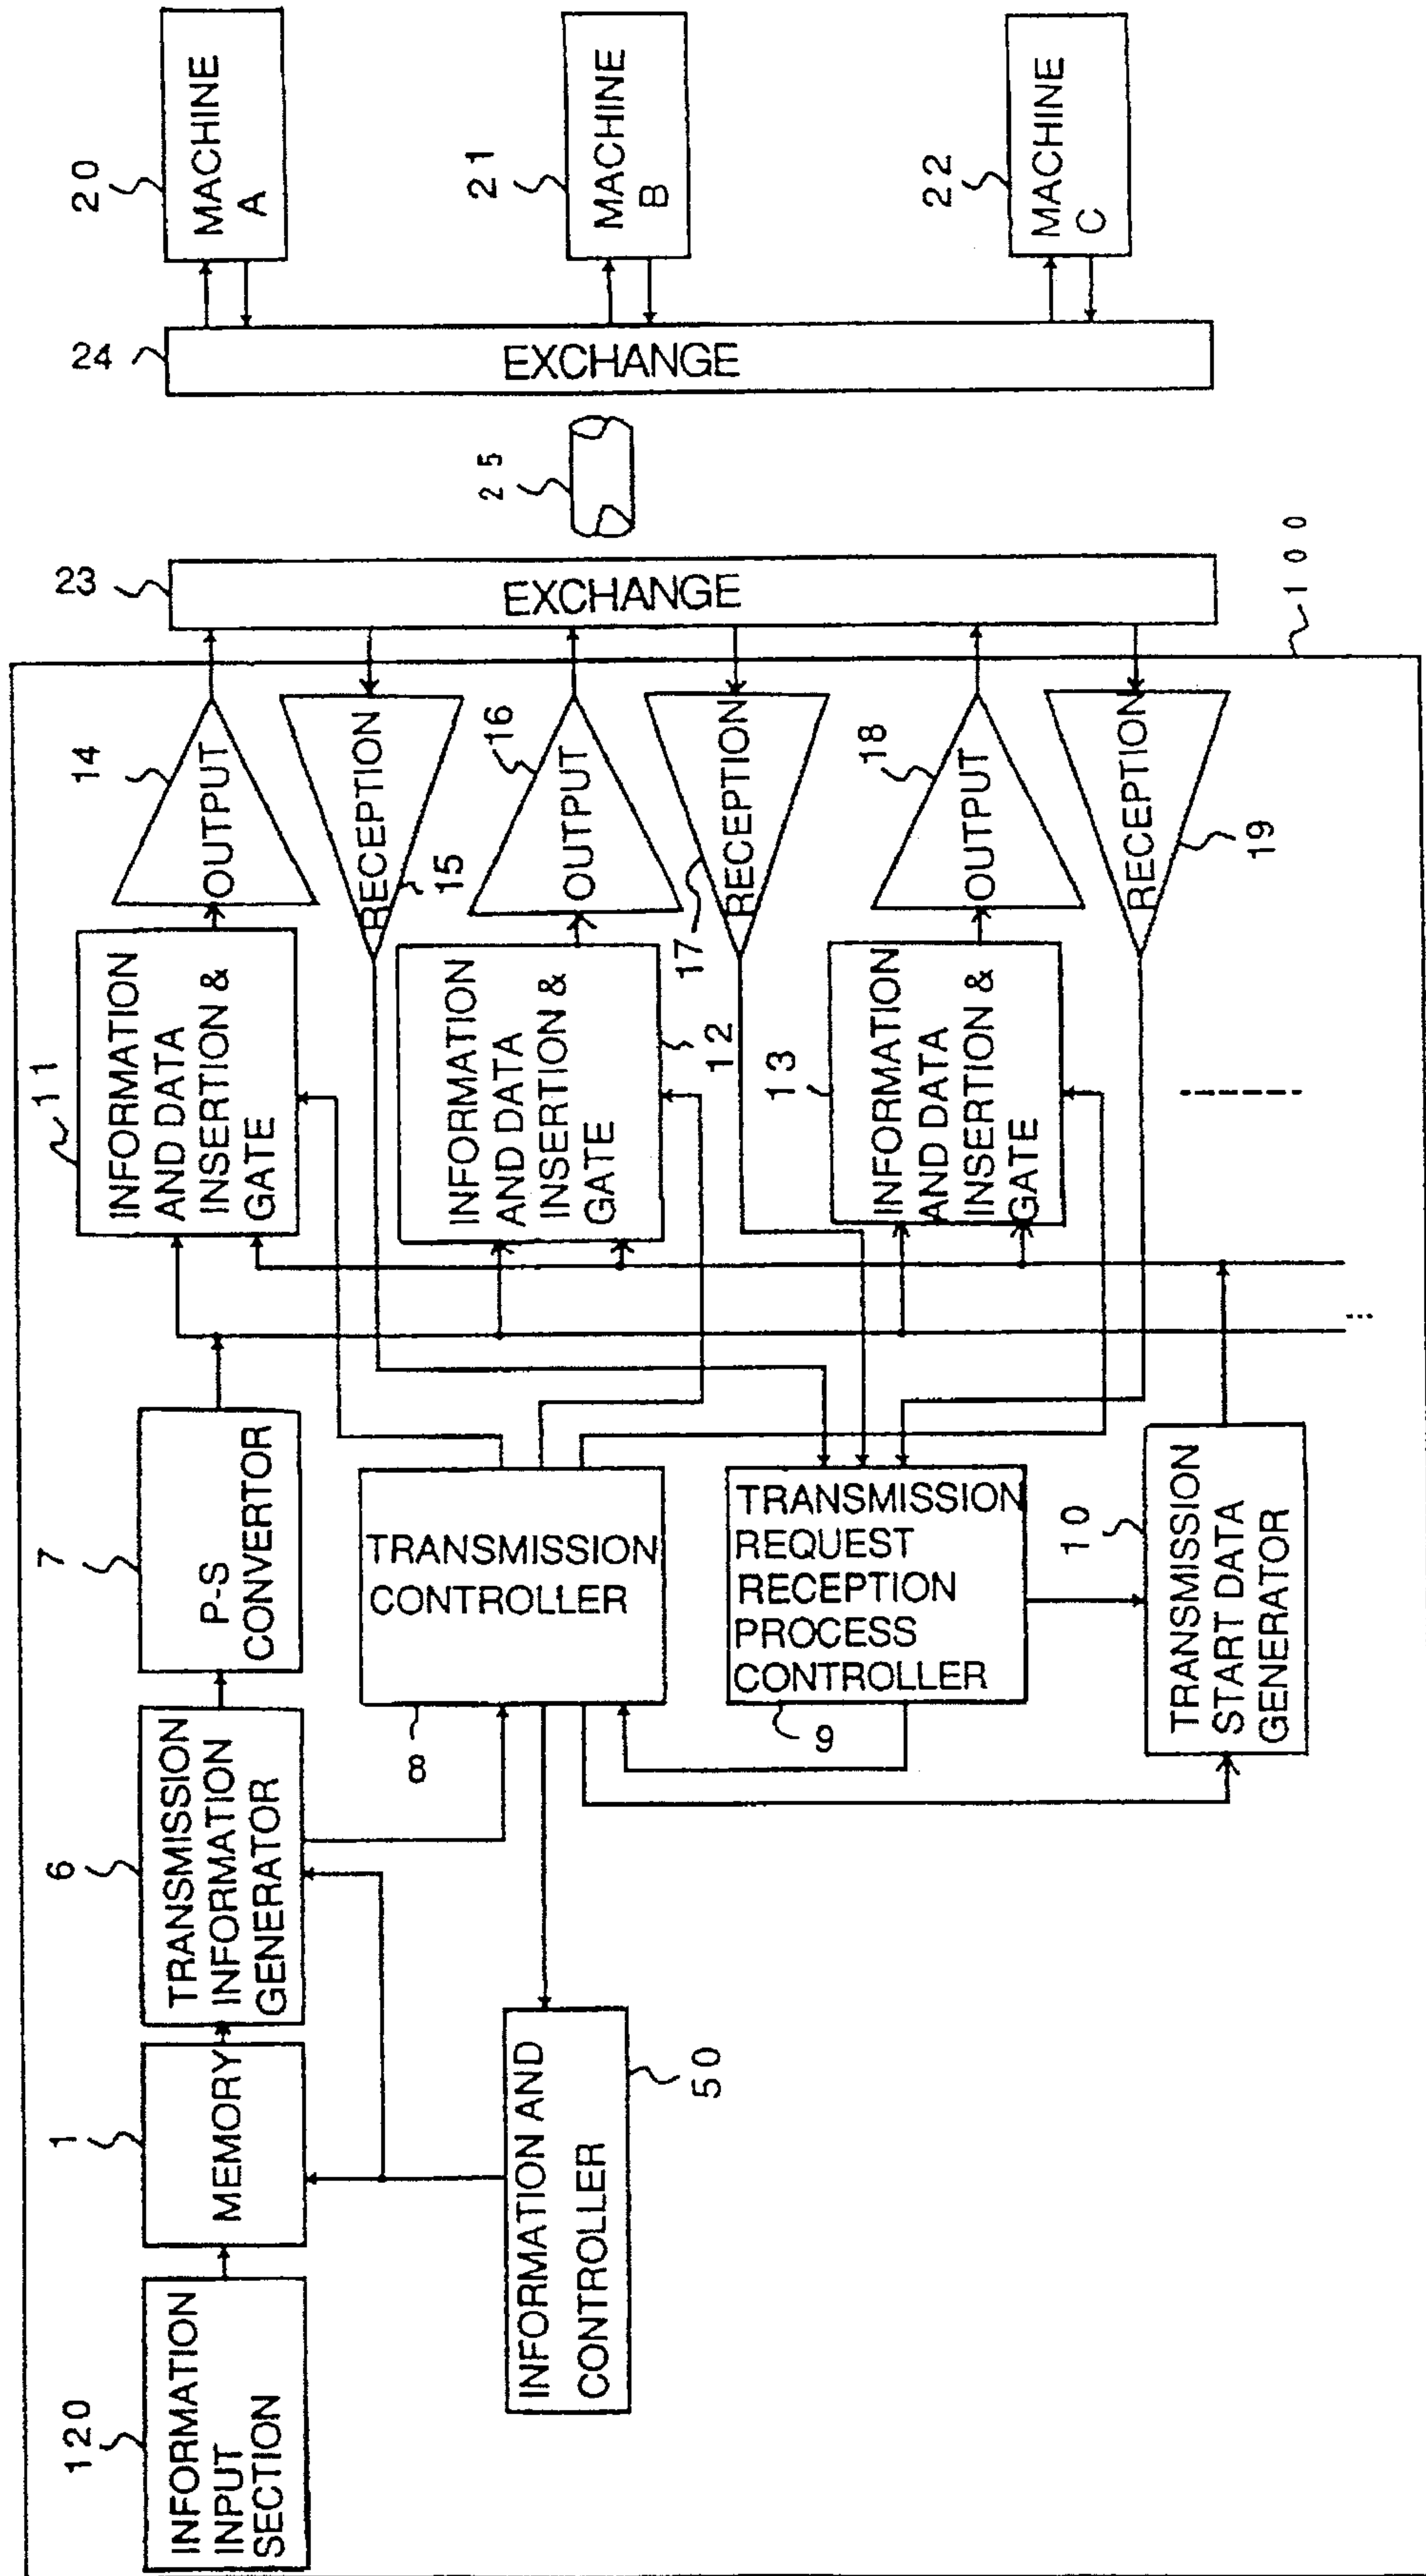 120
INFORMATION
INPUT
SECTION
1
MEMORY
6
TRANSMISSION
INFORMATION
GENERATOR
7
P-S
CONVERTOR
11
INFORMATION
AND DATA
INSERTION &
GATE
14
OUTPUT
23
EXCHANGE
24
EXCHANGE
20
MACHINE
A
RECEPTION
15
TRANSMISSION
CONTROLLER
8
INFORMATION AND
CONTROLLER
50
INFORMATION
AND DATA
INSERTION &
GATE
12
16
OUTPUT
25
21
MACHINE
B
RECEPTION
17
TRANSMISSION
REQUEST
RECEPTION
PROCESS
CONTROLLER
9
13
INFORMATION
AND DATA
INSERTION &
GATE
18
OUTPUT
22
MACHINE
C
10
TRANSMISSION
START DATA
GENERATOR
RECEPTION
19
100